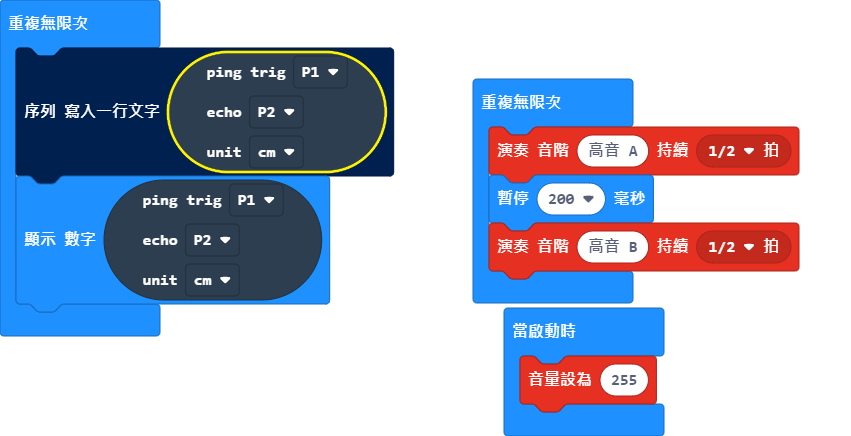 重複無限次
ping trig P1
序列 寫入一行文字 echo P2
unit cm
ping trig P1
顯示 數字 echo P2
unit cm
重複無限次
演奏 音階 高音 A 持續 1/2 拍
暫停 200 毫秒
演奏 音階 高音 B 持續 1/2 拍
當啟動時
音量設為 255